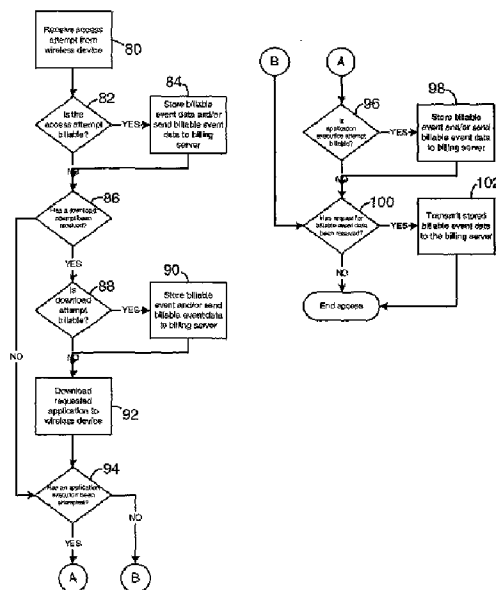 Receive access
attempt from
wireless device
80
82
Is the
access attempt
billable?
YES
84
Store billable
event data and/or
send billable event
data to billing
server
NO
86
Has a download
attempt been
received?
YES
NO
88
Is
download
attempt
billable?
YES
90
Store billable
event and/or send
billable event data
to billing server
NO
Download
requested
application to
wireless device
92
94
Has an application
execution been
attempted?
NO
YES
A
B
B
A
96
Is
application
execution attempt
billable?
YES
98
Store billable
event and/or send
billable event data
to billing server
NO
100
Has request for
billable event data
been received?
YES
102
Transmit stored
billable event data
to the billing server
NO
End access